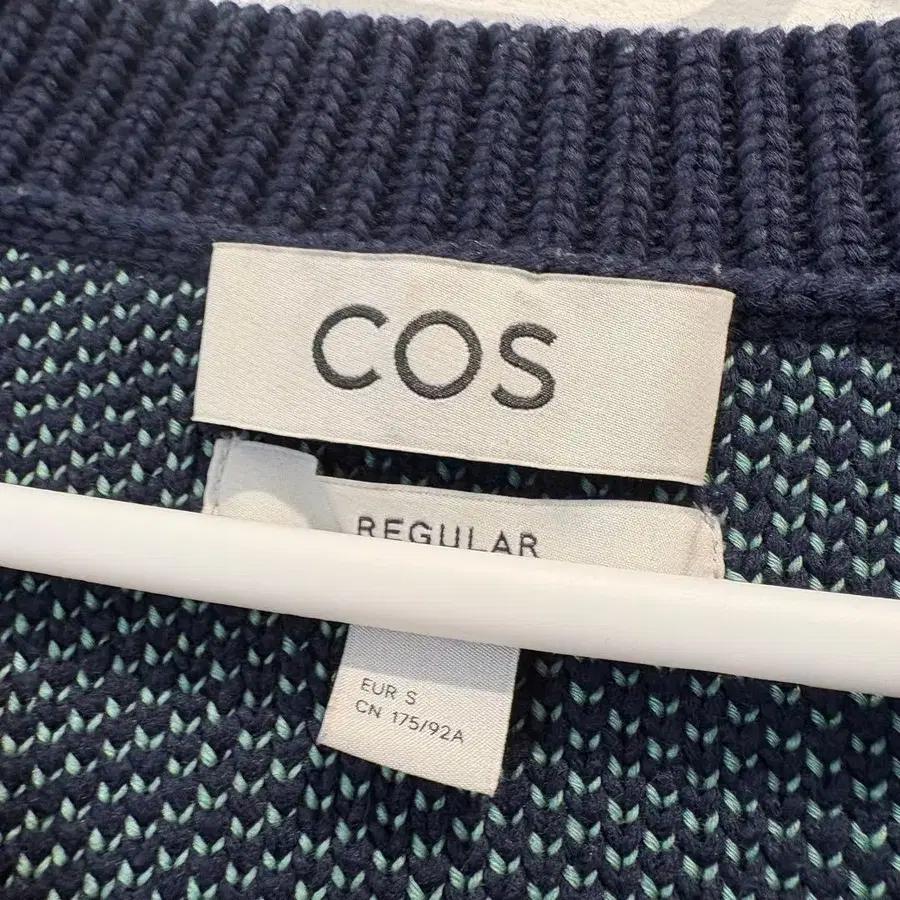 COS
REGULAR
EUR S
CN 175/92A